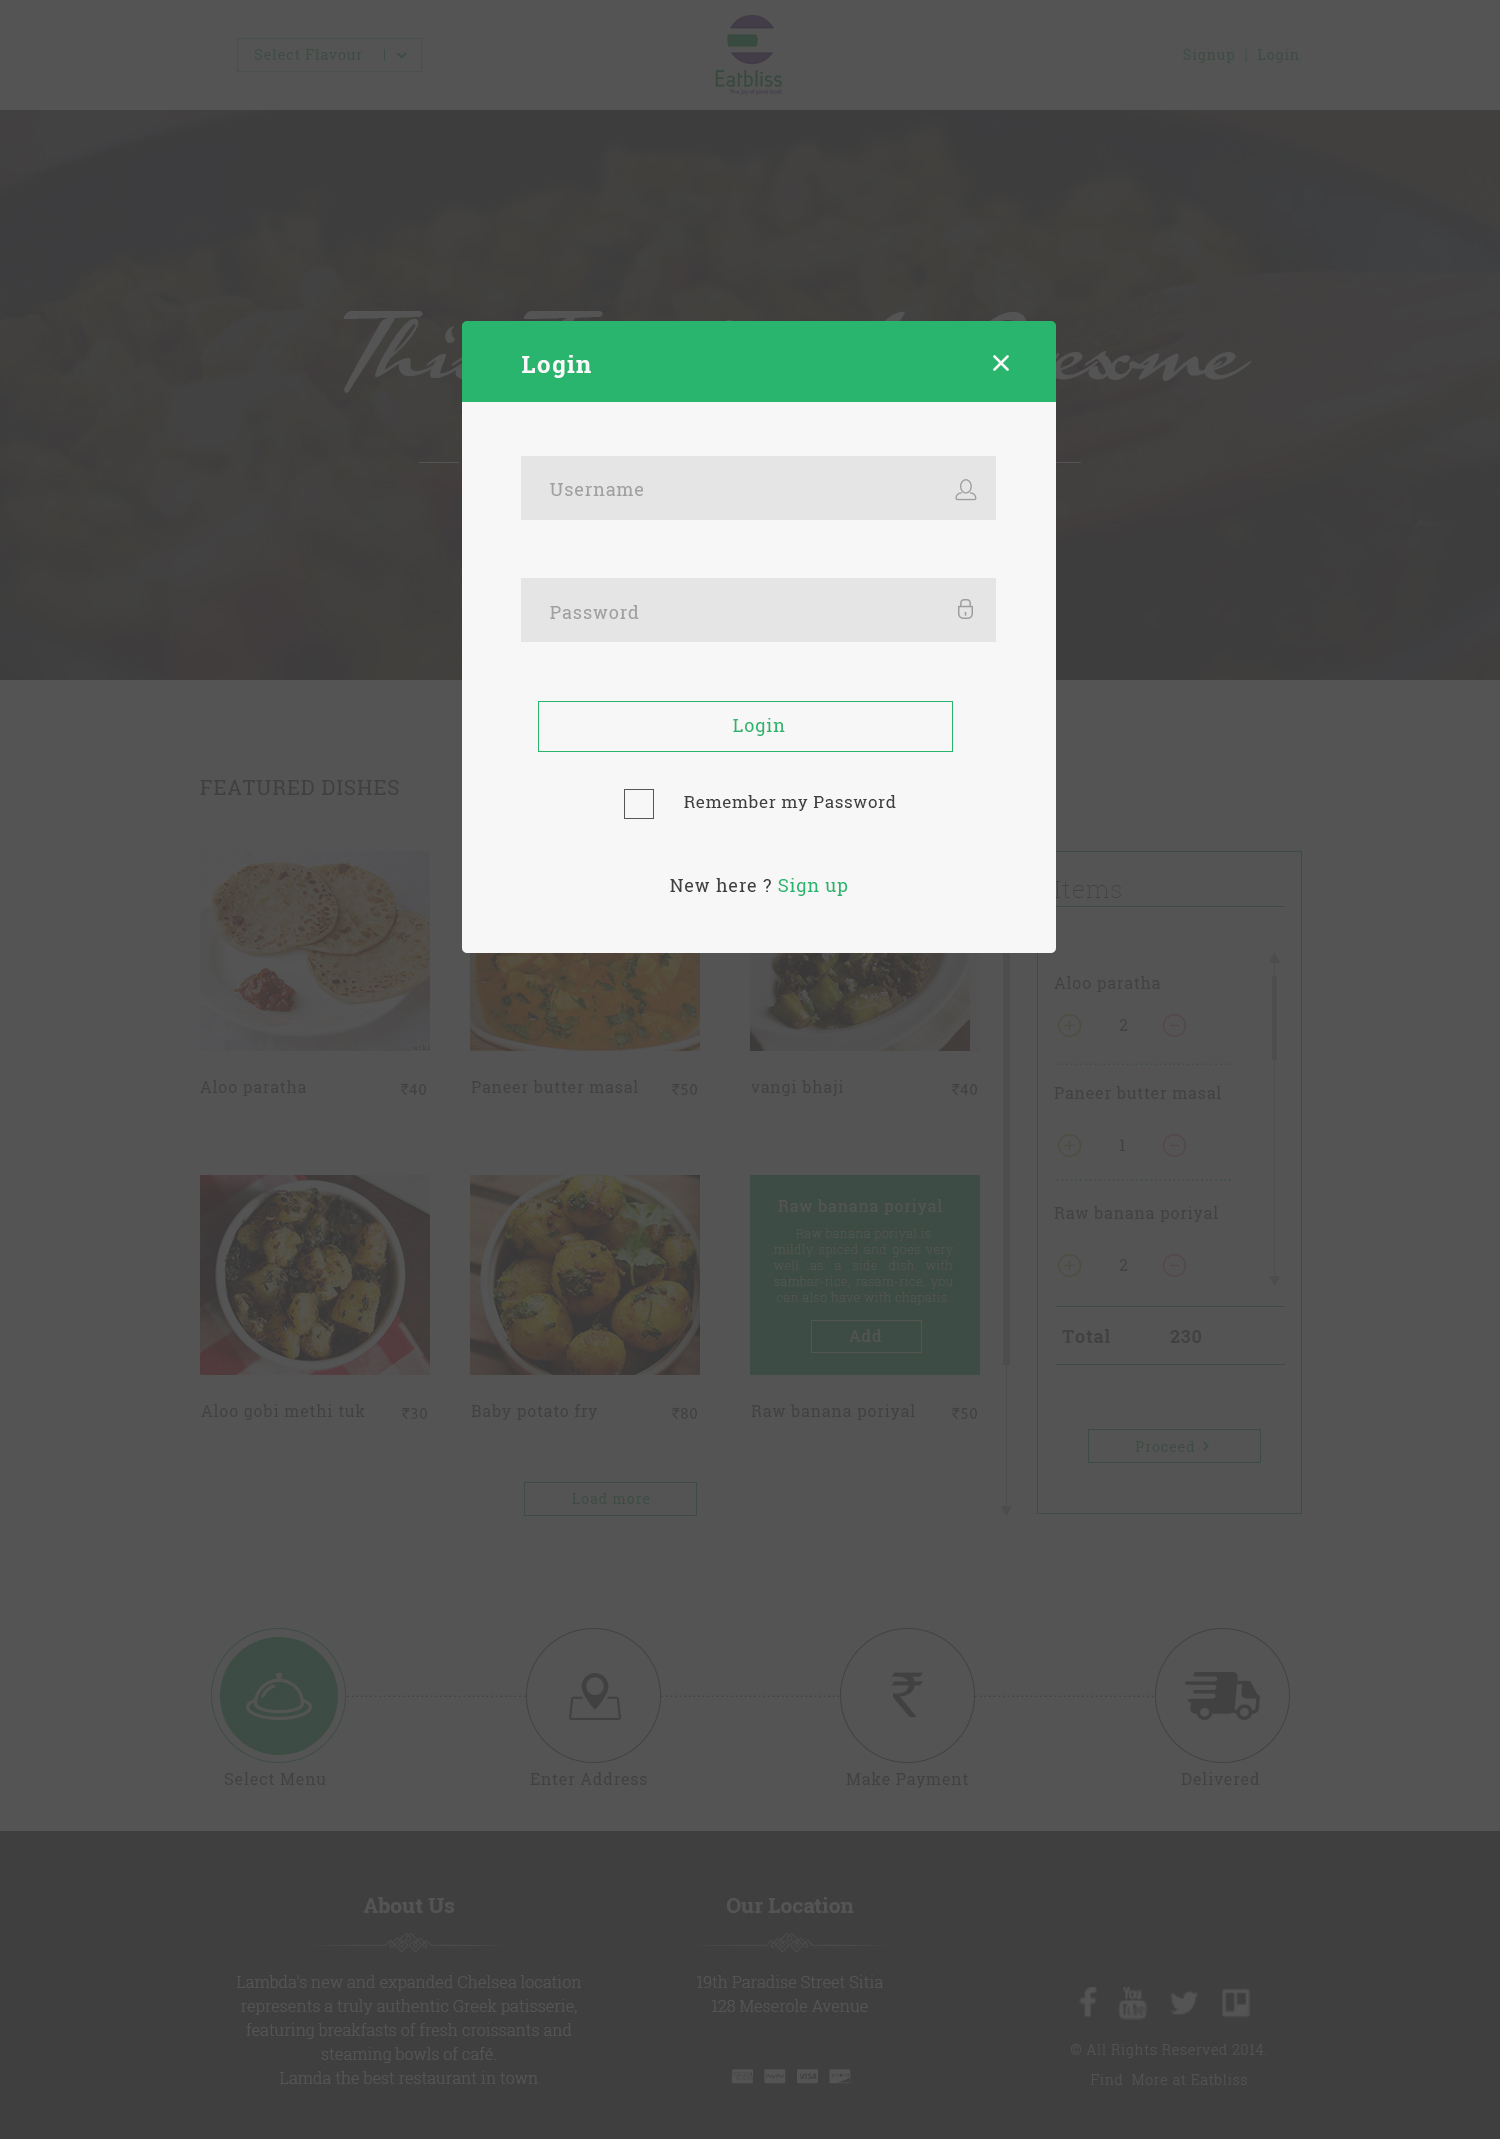 Select Flavour
Eatbliss
Signup | Login
Login
Username
Password
Login
Remember my Password
New here ? Sign up
FEATURED DISHES
Items
Aloo paratha
2
Paneer butter masal
1
Raw banana poriyal
2
Total 230
Proceed
Aloo paratha ₹40
Paneer butter masal ₹50
vangi bhaji ₹40
Raw banana poriyal
Raw banana poriyal is
mildly spiced and goes very
well as a side dish with
sambar-rice, rasam-rice, you
can also have with chapatis.
Add
Aloo gobi methi tuk ₹30
Baby potato fry ₹80
Raw banana poriyal ₹50
Load more
Select Menu
Enter Address
₹
Make Payment
Delivered
About Us
Lambda's new and expanded Chelsea location
represents a truly authentic Greek patisserie,
featuring breakfasts of fresh croissants and
steaming bowls of café.
Lamda the best restaurant in town
Our Location
19th Paradise Street Sitia
128 Meserole Avenue
VISA
You
© All Rights Reserved 2014.
Find More at Eatbliss